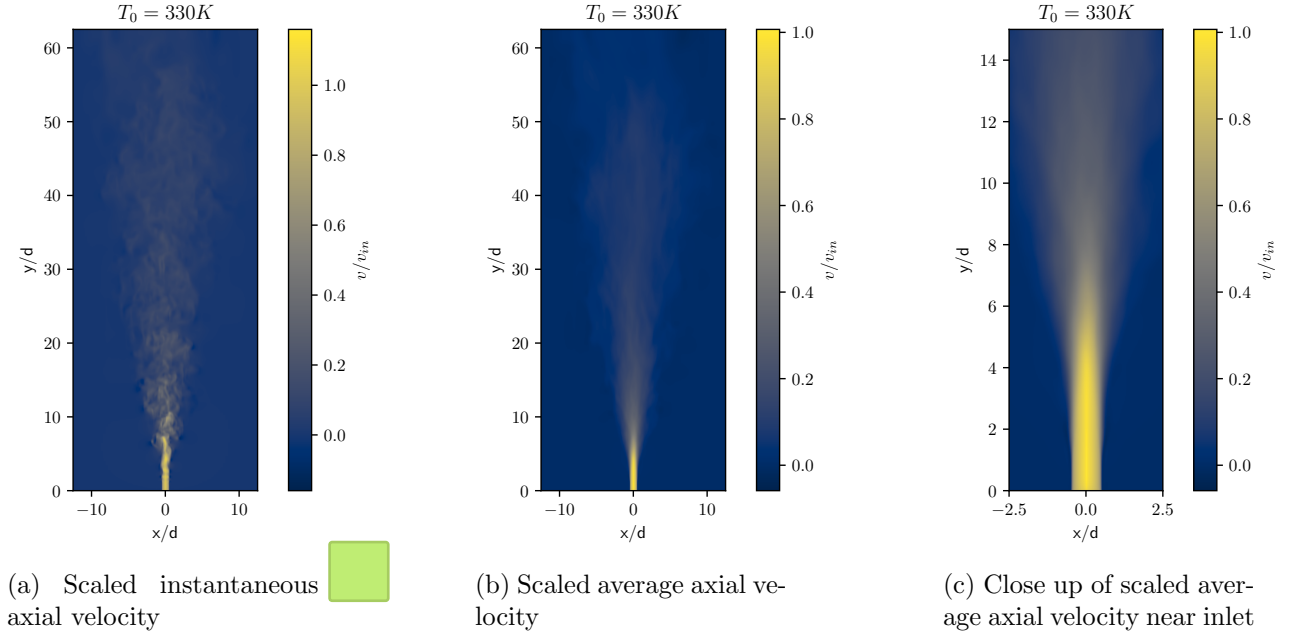 T₀ = 330K
60
50
40
30
20
10
0
y/d
−10 0 10
x/d
1.0
0.8
0.6
0.4
0.2
0.0
v/vᵢₙ
(a) Scaled instantaneous
axial velocity
T₀ = 330K
60
50
40
30
20
10
0
y/d
−10 0 10
x/d
1.0
0.8
0.6
0.4
0.2
0.0
v/vᵢₙ
(b) Scaled average axial ve-
locity
T₀ = 330K
14
12
10
8
6
4
2
0
y/d
−2.5 0.0 2.5
x/d
1.0
0.8
0.6
0.4
0.2
0.0
v/vᵢₙ
(c) Close up of scaled aver-
age axial velocity near inlet